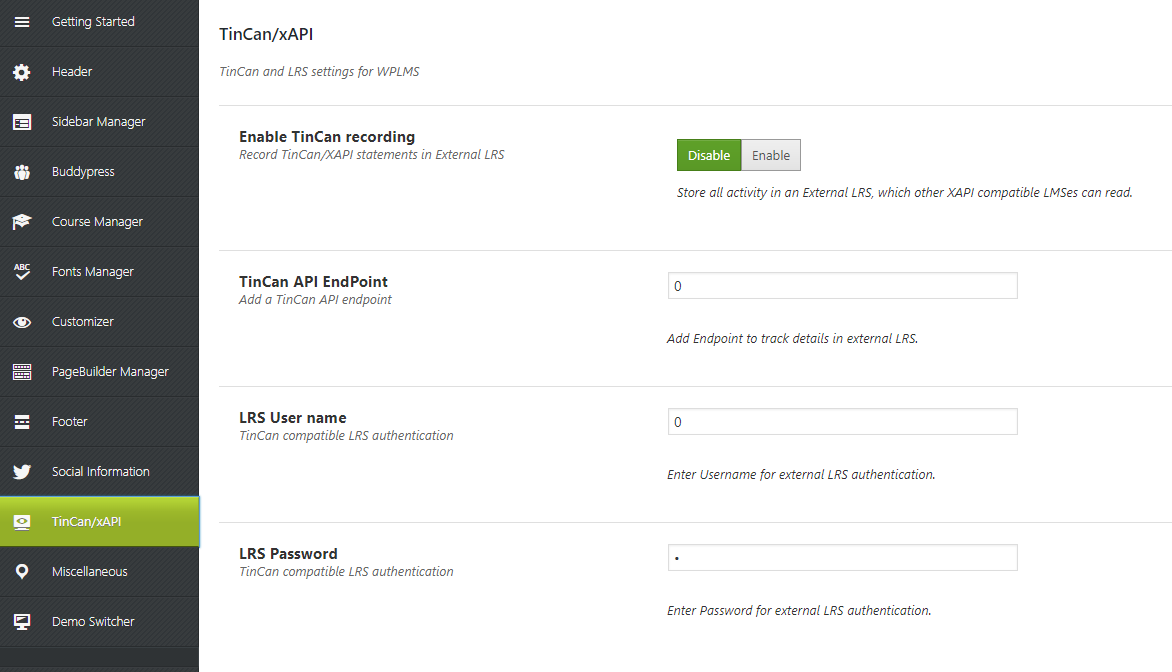 Getting Started
Header
Sidebar Manager
Buddypress
Course Manager
ABC
Fonts Manager
Customizer
PageBuilder Manager
Footer
Social Information
TinCan/xAPI
Miscellaneous
Demo Switcher
TinCan/xAPI
TinCan and LRS settings for WPLMS
Enable TinCan recording
Record TinCan/XAPI statements in External LRS
Disable Enable
Store all activity in an External LRS, which other XAPI compatible LMSes can read.
TinCan API EndPoint
Add a TinCan API endpoint
0
Add Endpoint to track details in external LRS.
LRS User name
TinCan compatible LRS authentication
0
Enter Username for external LRS authentication.
LRS Password
TinCan compatible LRS authentication
•
Enter Password for external LRS authentication.